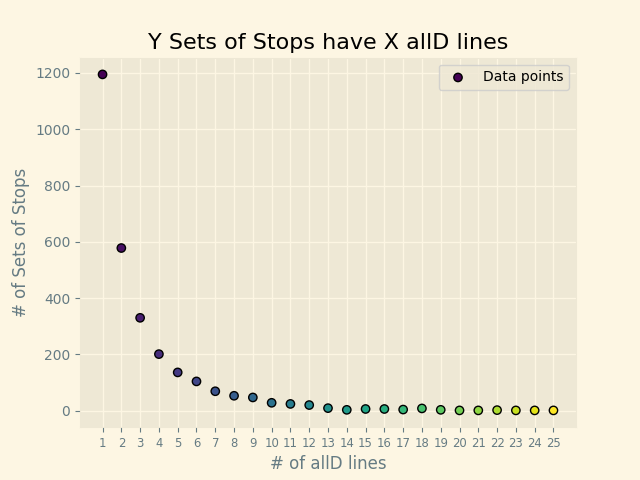 Y Sets of Stops have X allD lines
Data points
# of Sets of Stops
1200
1000
800
600
400
200
0
1 2 3 4 5 6 7 8 9 10 11 12 13 14 15 16 17 18 19 20 21 22 23 24 25
# of allD lines